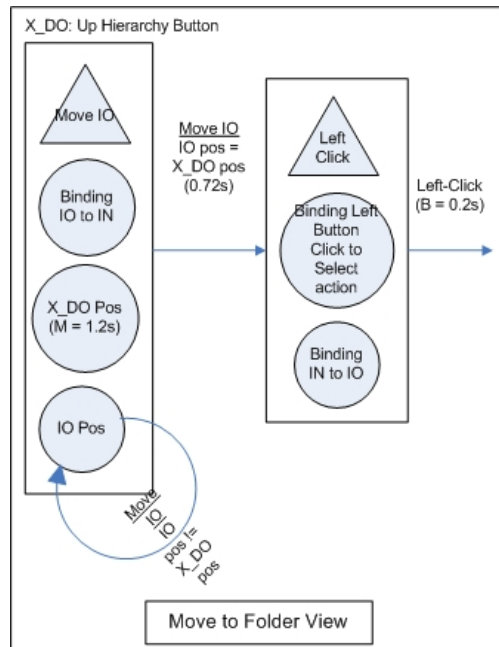 X_DO: Up Hierarchy Button
Move IO
Binding
IO to IN
X_DO Pos
(M = 1.2s)
IO Pos
Move
IO
IO
pos !=
X_DO
pos
Move IO
IO pos =
X_DO pos
(0.72s)
Left
Click
Binding Left
Button
Click to
Select
action
Binding
IN to IO
Left-Click
(B = 0.2s)
Move to Folder View